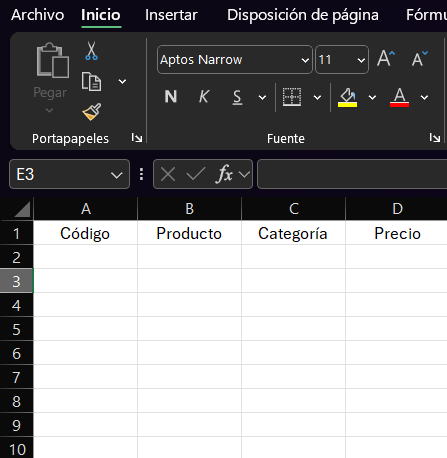 Archivo Inicio Insertar Disposición de página Fórmu
Pegar
Aptos Narrow 11 A A
N K S A
Portapapeles Fuente
E3 fx
A B C D
1 Código Producto Categoría Precio
2
3
4
5
6
7
8
9
10